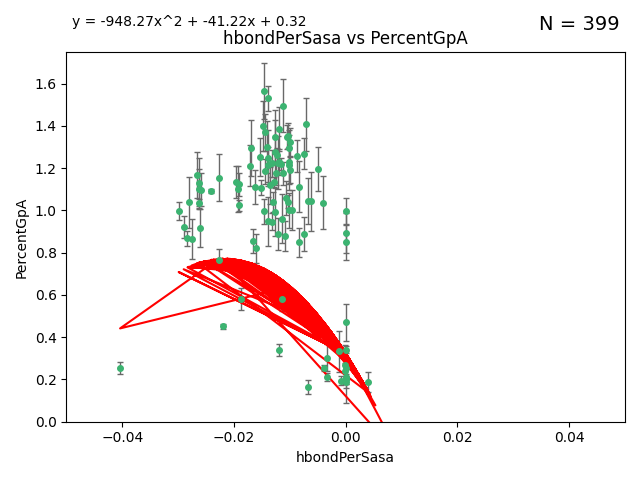 y = -948.27x^2 + -41.22x + 0.32
N = 399
hbondPerSasa vs PercentGpA
PercentGpA
1.6
1.4
1.2
1.0
0.8
0.6
0.4
0.2
0.0
−0.04 −0.02 0.00 0.02 0.04
hbondPerSasa